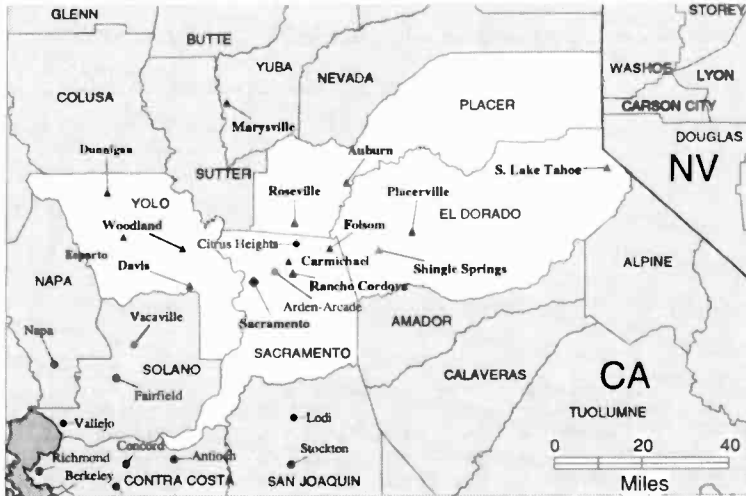 GLENN
STOREY
BUTTE
YUBA
NEVADA
WASHOE
LYON
COLUSA
PLACER
CARSON CITY
Marysville
DOUGLAS
Dunnigan
Auburn
S. Lake Tahoe
NV
SUTTER
Roseville
Placerville
YOLO
Woodland
EL DORADO
Citrus Heights
Folsom
Esparto
Carmichael
Shingle Springs
ALPINE
NAPA
Davis
Rancho Cordova
Arden-Arcade
Vacaville
Sacramento
AMADOR
Napa
SOLANO
SACRAMENTO
CALAVERAS
CA
Fairfield
TUOLUMNE
Vallejo
Lodi
Concord
Richmond
Antioch
Stockton
Berkeley
CONTRA COSTA
SAN JOAQUIN
0 20 40
Miles